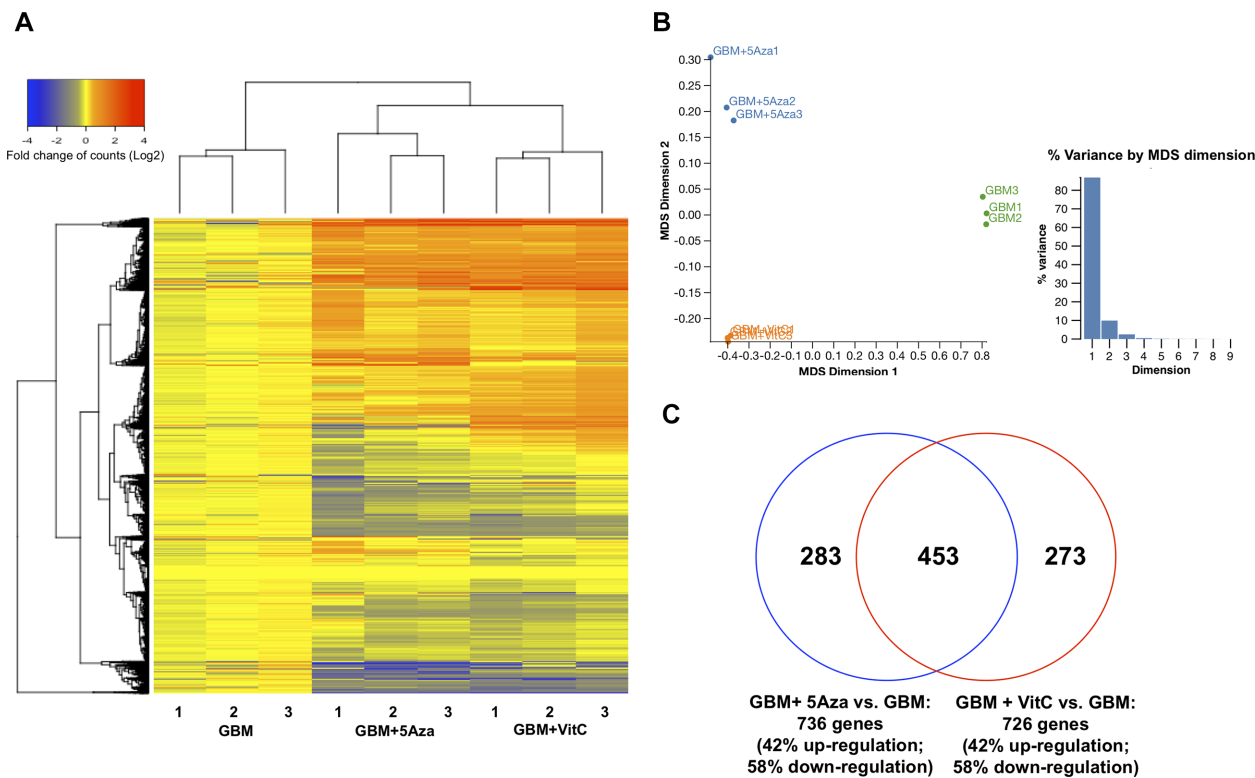 A
-4 -2 0 2 4
Fold change of counts (Log2)
1 2 3 1 2 3 1 2 3
GBM GBM+5Aza GBM+VitC
B
GBM+5Aza1
GBM+5Aza2
GBM+5Aza3
GBM3
GBM1
GBM2
GBM+VitC1
GBM+VitC3
0.30
0.25
0.20
0.15
0.10
0.05
0.00
-0.05
-0.10
-0.15
-0.20
MDS Dimension 2
-0.4 -0.3 -0.2 -0.1 0.0 0.1 0.2 0.3 0.4 0.5 0.6 0.7 0.8
MDS Dimension 1
% Variance by MDS dimension
80
70
60
50
40
30
20
10
0
% variance
1 2 3 4 5 6 7 8 9
Dimension
C
283 453 273
GBM+ 5Aza vs. GBM:
736 genes
(42% up-regulation;
58% down-regulation)
GBM + VitC vs. GBM:
726 genes
(42% up-regulation;
58% down-regulation)